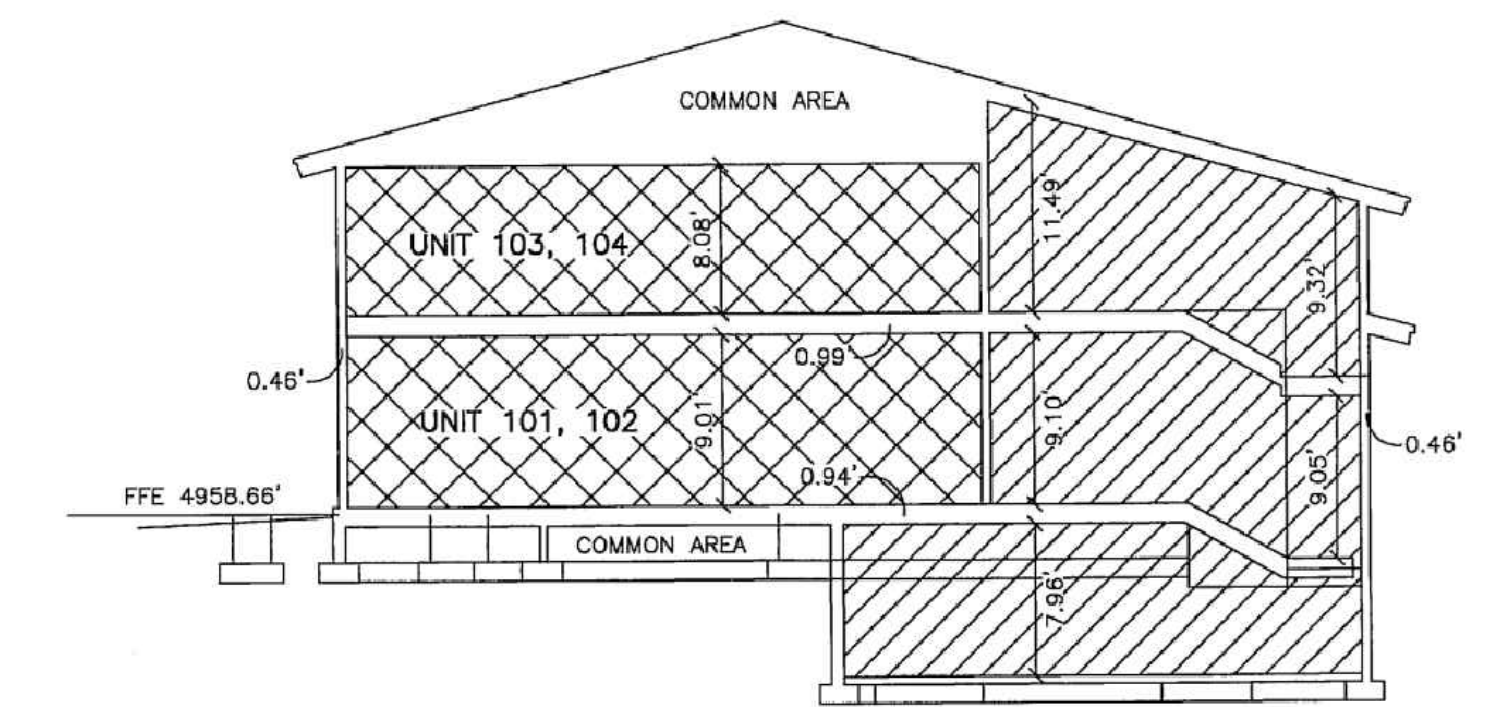 COMMON AREA
11.49'
UNIT 103, 104
8.08'
9.32'
0.99'
0.46'
UNIT 101, 102
9.01'
9.10'
0.46'
0.94'
9.05'
FFE 4958.66'
COMMON AREA
7.96'